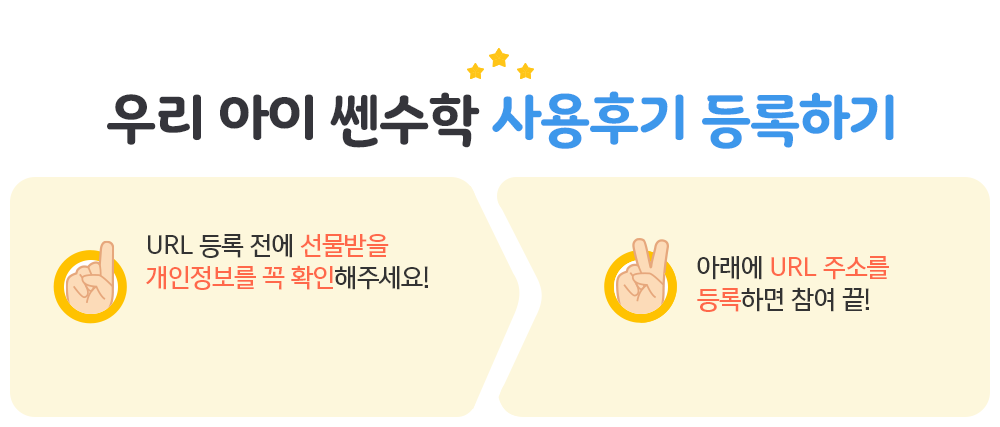 우리 아이 쎈수학 사용후기 등록하기
URL 등록 전에 선물받을
개인정보를 꼭 확인해주세요!
아래에 URL 주소를
등록하면 참여 끝!